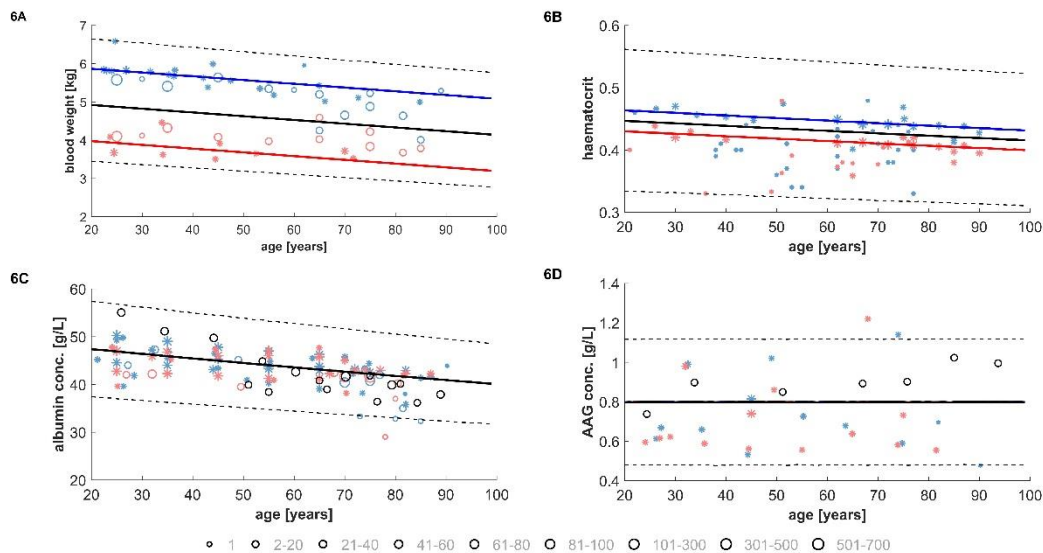 6A
7
6
5
4
3
2
blood weight [kg]
20 30 40 50 60 70 80 90 100
age [years]
6B
0.6
0.5
0.4
0.3
haematocrit
20 30 40 50 60 70 80 90 100
age [years]
6C
60
50
40
30
20
albumin conc. [g/L]
20 30 40 50 60 70 80 90 100
age [years]
6D
1.4
1.2
1
0.8
0.6
0.4
AAG conc. [g/L]
20 30 40 50 60 70 80 90 100
age [years]
1 2-20 21-40 41-60 61-80 81-100 101-300 301-500 501-700